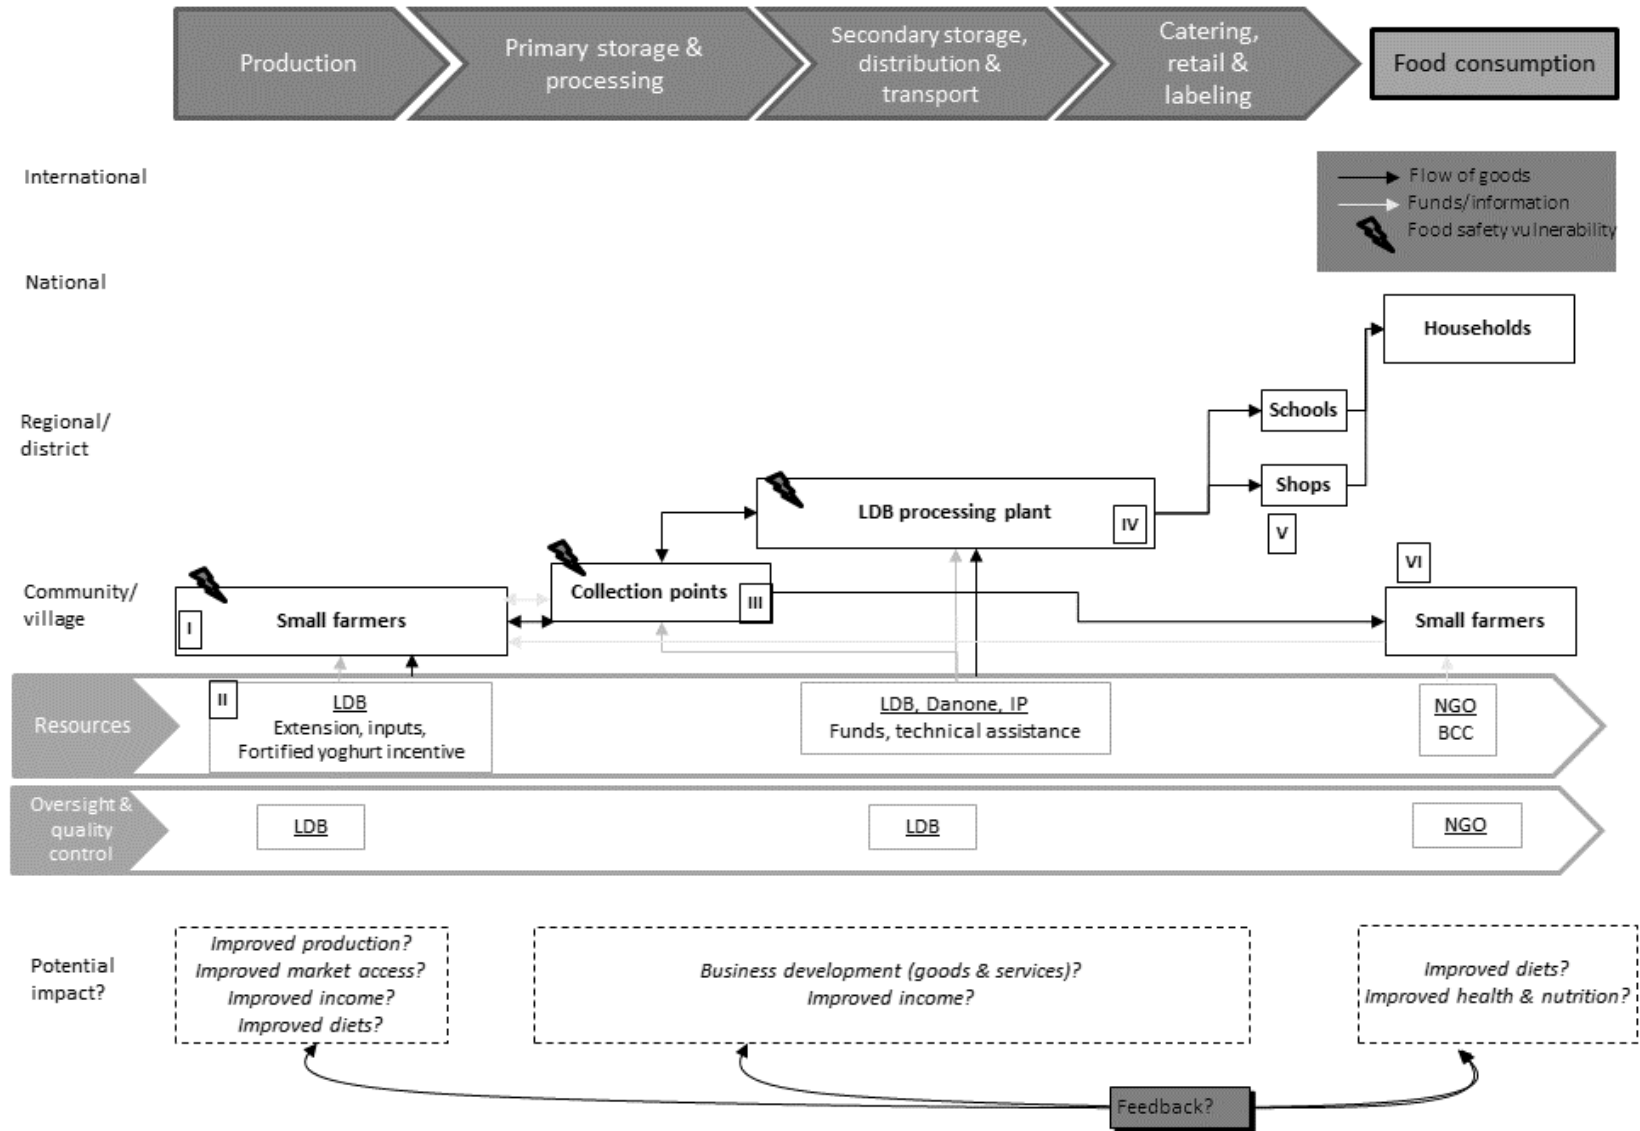 Production
Primary storage &
processing
Secondary storage,
distribution &
transport
Catering,
retail &
labeling
Food consumption
International
Flow of goods
Funds/information
Food safety vulnerability
National
Households
Regional/
district
Schools
Shops
LDB processing plant
IV
V
Community/
village
Collection points
III
VI
I
Small farmers
Small farmers
Resources
II
LDB
Extension, inputs,
Fortified yoghurt incentive
LDB, Danone, IP
Funds, technical assistance
NGO
BCC
Oversight &
quality
control
LDB
LDB
NGO
Potential
impact?
Improved production?
Improved market access?
Improved income?
Improved diets?
Business development (goods & services)?
Improved income?
Improved diets?
Improved health & nutrition?
Feedback?